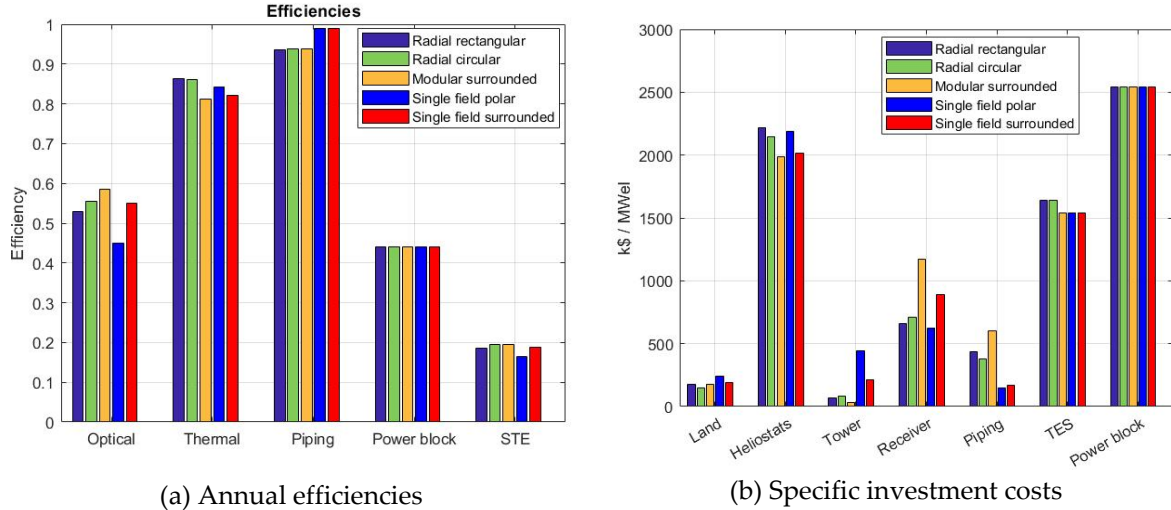 Efficiencies
Efficiency
1
0.9
0.8
0.7
0.6
0.5
0.4
0.3
0.2
0.1
0
Radial rectangular
Radial circular
Modular surrounded
Single field polar
Single field surrounded
Optical
Thermal
Piping
Power block
STE
(a) Annual efficiencies
k$ / MWel
3000
2500
2000
1500
1000
500
0
Radial rectangular
Radial circular
Modular surrounded
Single field polar
Single field surrounded
Land
Heliostats
Tower
Receiver
Piping
TES
Power block
(b) Specific investment costs